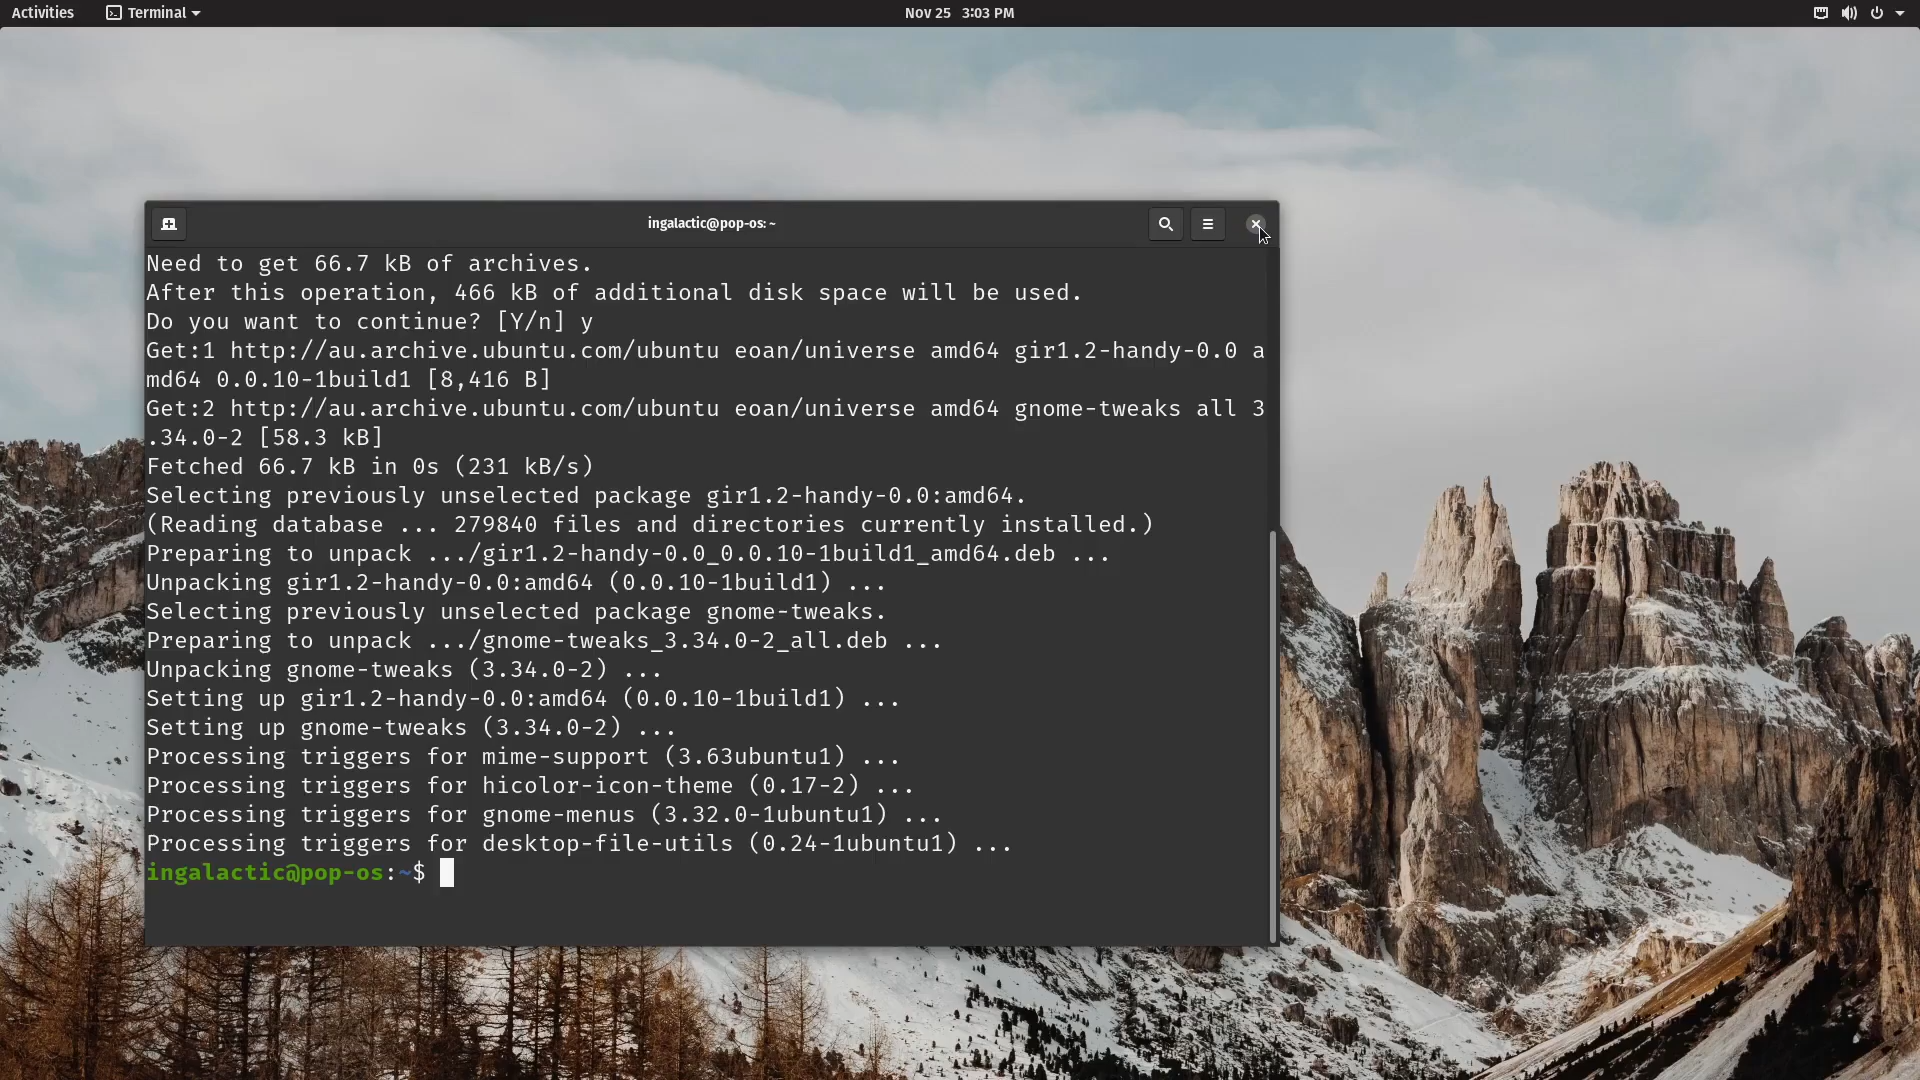 Activities
Terminal
Nov 25 3:03 PM
ingalactic@pop-os: ~
Need to get 66.7 kB of archives.
After this operation, 466 kB of additional disk space will be used.
Do you want to continue? [Y/n] y
Get:1 http://au.archive.ubuntu.com/ubuntu eoan/universe amd64 gir1.2-handy-0.0 a
md64 0.0.10-1build1 [8,416 B]
Get:2 http://au.archive.ubuntu.com/ubuntu eoan/universe amd64 gnome-tweaks all 3
.34.0-2 [58.3 kB]
Fetched 66.7 kB in 0s (231 kB/s)
Selecting previously unselected package gir1.2-handy-0.0:amd64.
(Reading database ... 279840 files and directories currently installed.)
Preparing to unpack .../gir1.2-handy-0.0_0.0.10-1build1_amd64.deb ...
Unpacking gir1.2-handy-0.0:amd64 (0.0.10-1build1) ...
Selecting previously unselected package gnome-tweaks.
Preparing to unpack .../gnome-tweaks_3.34.0-2_all.deb ...
Unpacking gnome-tweaks (3.34.0-2) ...
Setting up gir1.2-handy-0.0:amd64 (0.0.10-1build1) ...
Setting up gnome-tweaks (3.34.0-2) ...
Processing triggers for mime-support (3.63ubuntu1) ...
Processing triggers for hicolor-icon-theme (0.17-2) ...
Processing triggers for gnome-menus (3.32.0-1ubuntu1) ...
Processing triggers for desktop-file-utils (0.24-1ubuntu1) ...
ingalactic@pop-os:~$